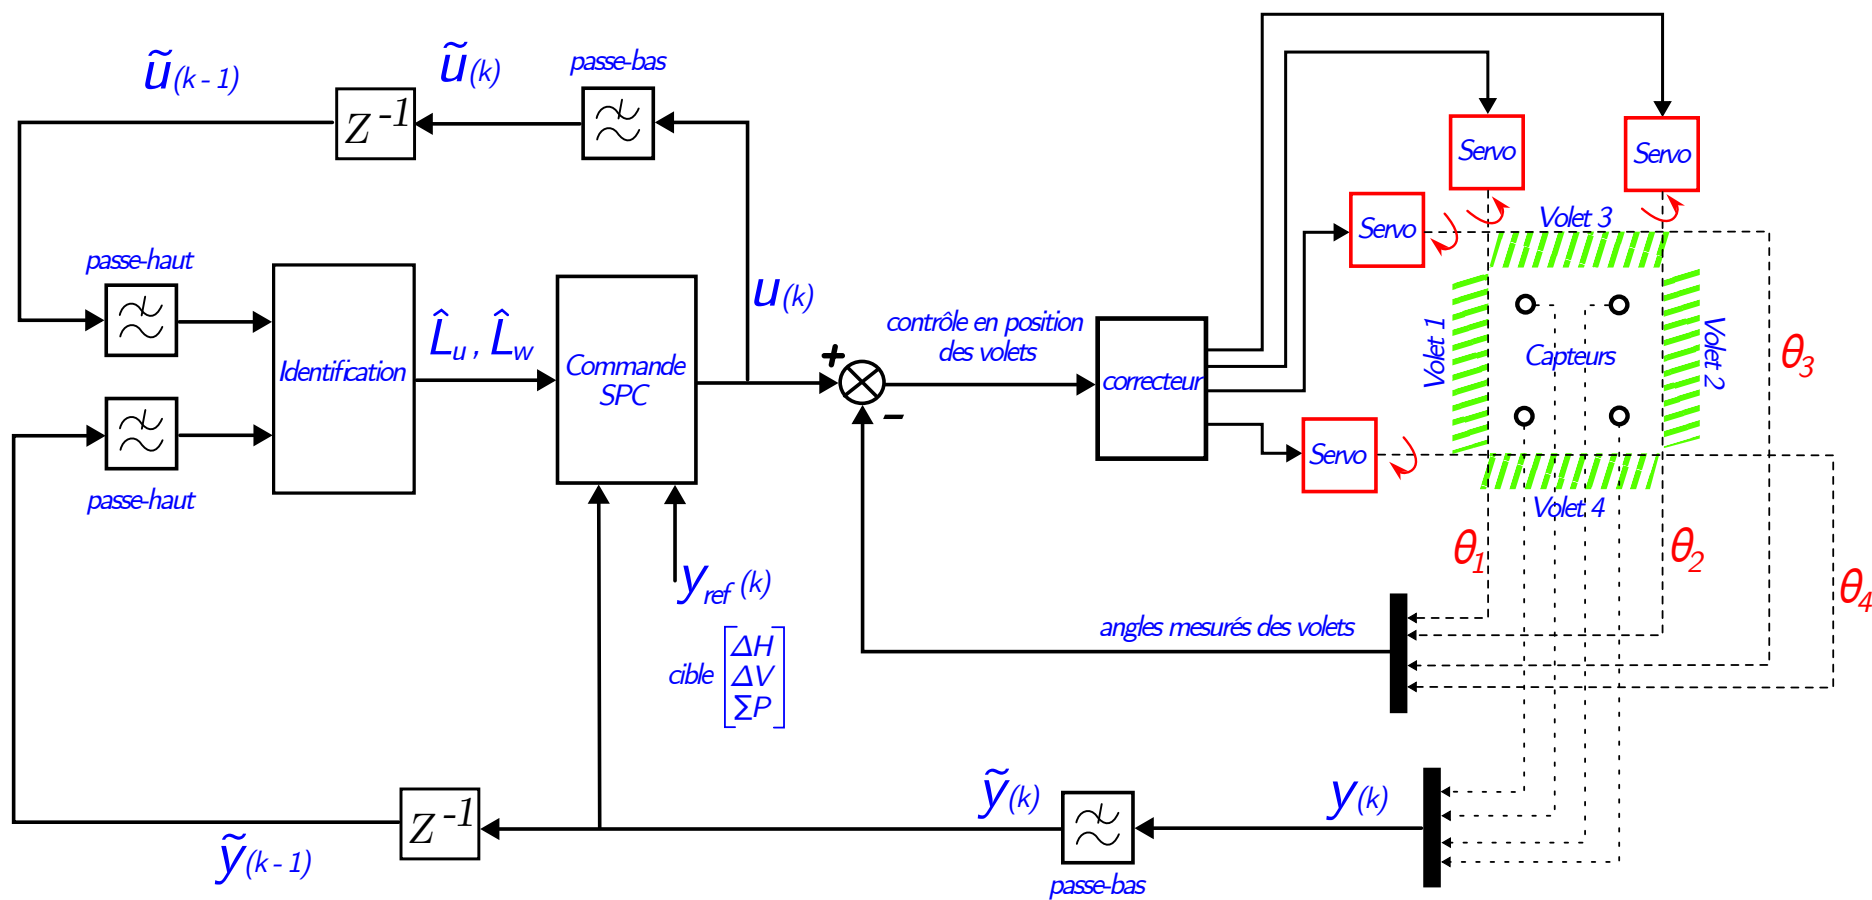 ũ(k - 1)
ũ(k)
passe-bas
Z⁻¹
Servo
Servo
Servo
Volet 3
passe-haut
u(k)
contrôle en position
des volets
L̂u , L̂w
Identification
Commande
SPC
+
−
correcteur
Volet 1
Capteurs
Volet 2
θ3
Servo
passe-haut
Volet 4
θ1
θ2
θ4
yref (k)
cible
ΔH
ΔV
ΣP
angles mesurés des volets
ỹ(k)
y(k)
Z⁻¹
ỹ(k - 1)
passe-bas